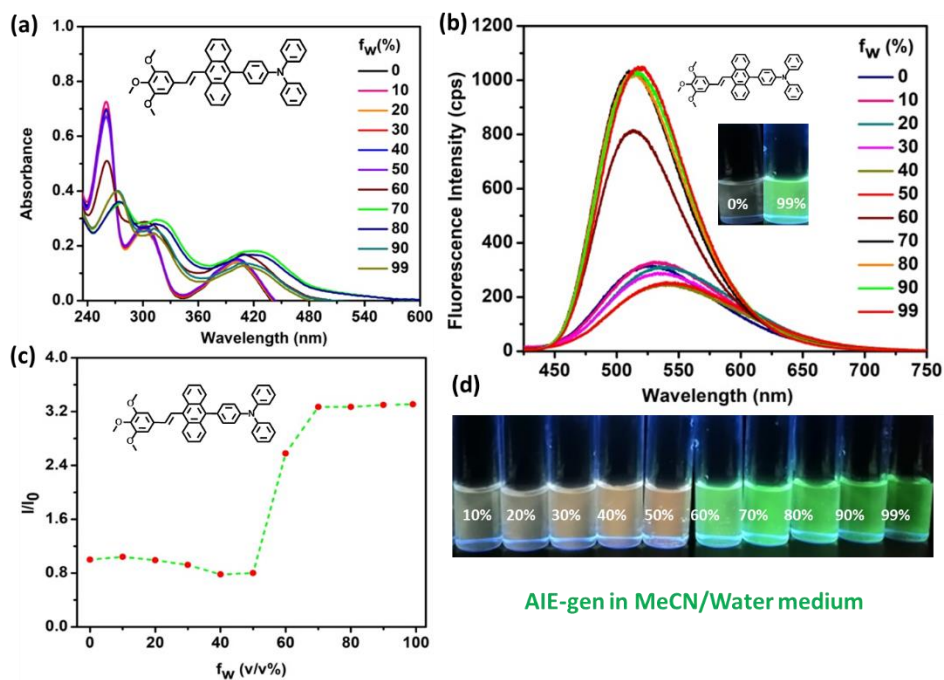 (a)
1.0
0.8
0.6
0.4
0.2
0.0
Absorbance
240 300 360 420 480 540 600
Wavelength (nm)
fW(%)
0
10
20
30
40
50
60
70
80
90
99
O
O
O
N
(b)
1200
1000
800
600
400
200
0
Fluorescence Intensity (cps)
450 500 550 600 650 700 750
Wavelength (nm)
fW (%)
0
10
20
30
40
50
60
70
80
90
99
O
O
O
N
0% 99%
(c)
4.0
3.2
2.4
1.6
0.8
0.0
I/I0
0 20 40 60 80 100
fW (v/v%)
O
O
O
N
(d)
10% 20% 30% 40% 50% 60% 70% 80% 90% 99%
AIE-gen in MeCN/Water medium